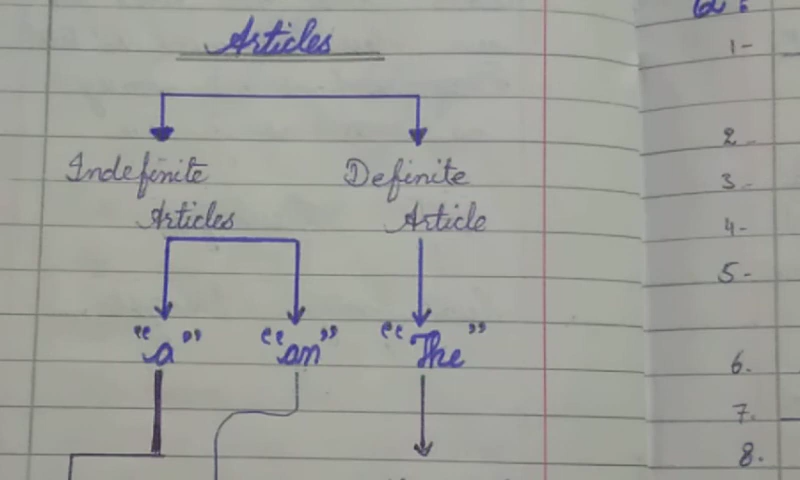 Articles
Indefinite Articles
Definite Article
"a" "an" "The"
1-
2-
3-
4-
5-
6.
7.
8.